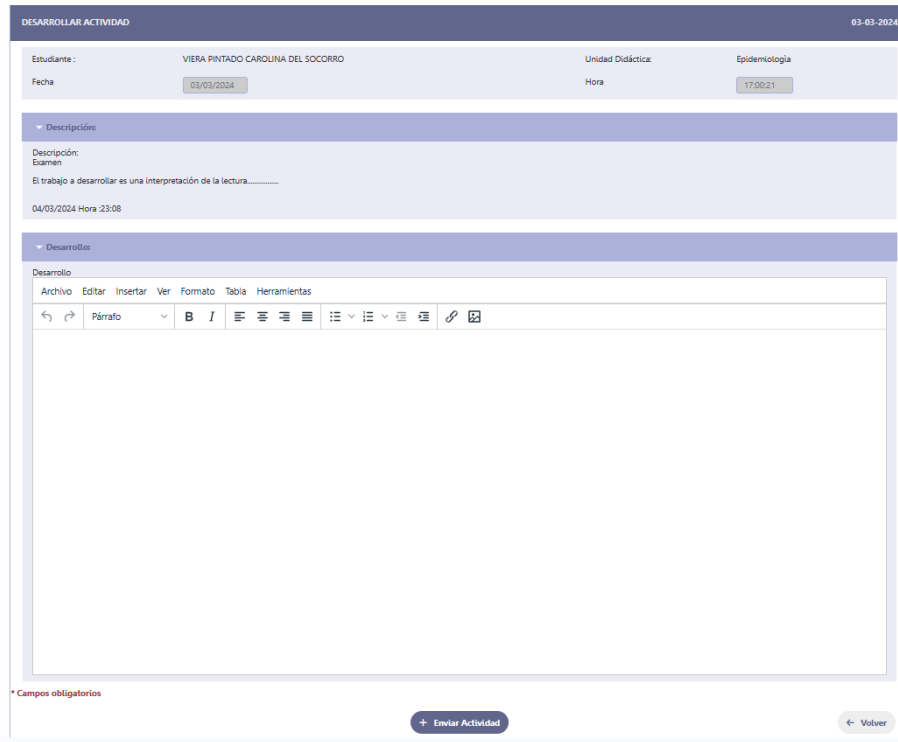 DESARROLLAR ACTIVIDAD 03-03-2024
Estudiante : VIERA PINTADO CAROLINA DEL SOCORRO Unidad Didáctica: Epidemiología
Fecha 03/03/2024 Hora 17:00:21
Descripción:
Descripción:
Examen
El trabajo a desarrollar es una interpretación de la lectura...............
04/03/2024 Hora :23:08
Desarrollo:
Desarrollo
Archivo Editar Insertar Ver Formato Tabla Herramientas
Párrafo B I
* Campos obligatorios
+ Enviar Actividad ← Volver